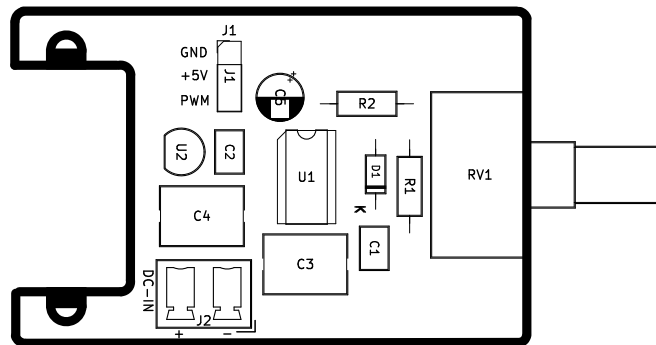 J1
GND
+5V
J1
PWM
C5
R2
U2
C2
U1
D1
R1
RV1
K
C4
C1
C3
DC-IN
J2
+ −